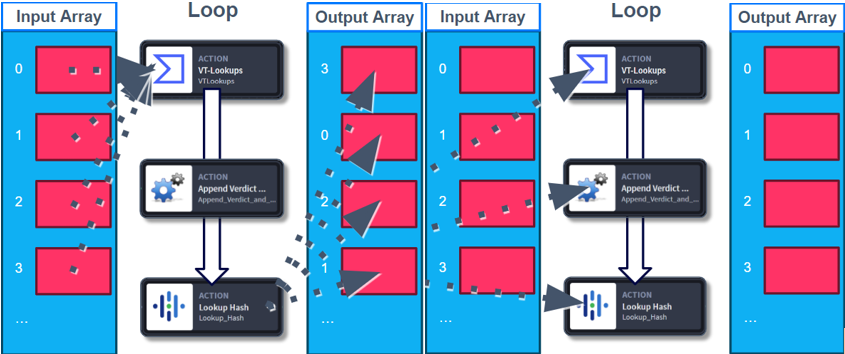 Input Array
0
1
2
3
...
Loop
ACTION
VT-Lookups
VTLookups
ACTION
Append Verdict ...
Append_Verdict_and_...
ACTION
Lookup Hash
Lookup_Hash
Output Array
3
0
2
1
...
Input Array
0
1
2
3
...
Loop
ACTION
VT-Lookups
VTLookups
ACTION
Append Verdict ...
Append_Verdict_and_...
ACTION
Lookup Hash
Lookup_Hash
Output Array
0
1
2
3
...